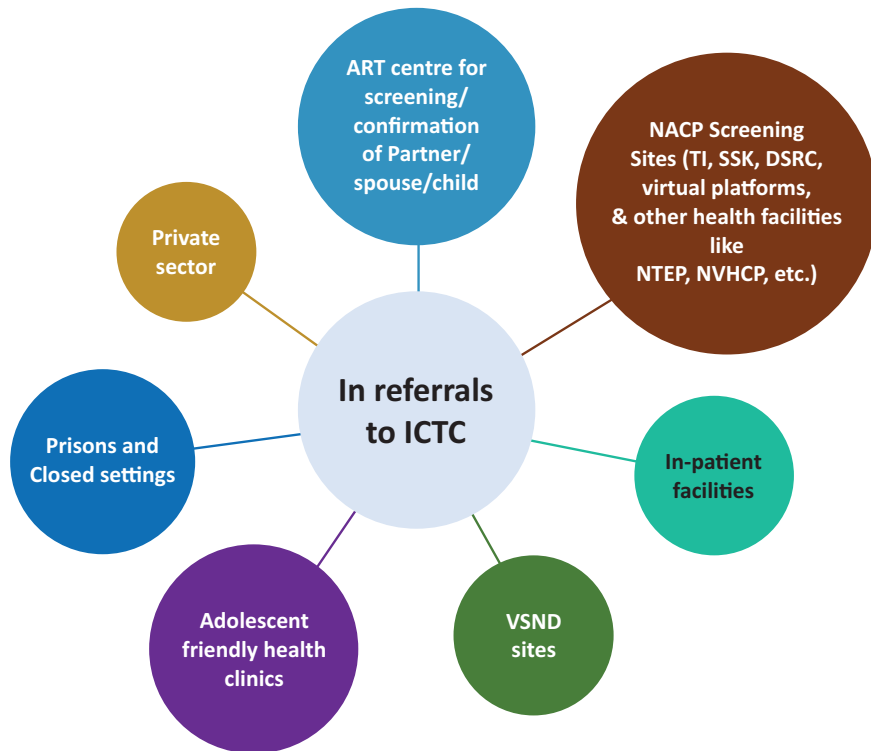 ART centre for
screening/
confirmation
of Partner/
spouse/child
NACP Screening
Sites (TI, SSK, DSRC,
virtual platforms,
& other health facilities
like
NTEP, NVHCP, etc.)
Private
sector
In referrals
to ICTC
Prisons and
Closed settings
In-patient
facilities
Adolescent
friendly health
clinics
VSND
sites